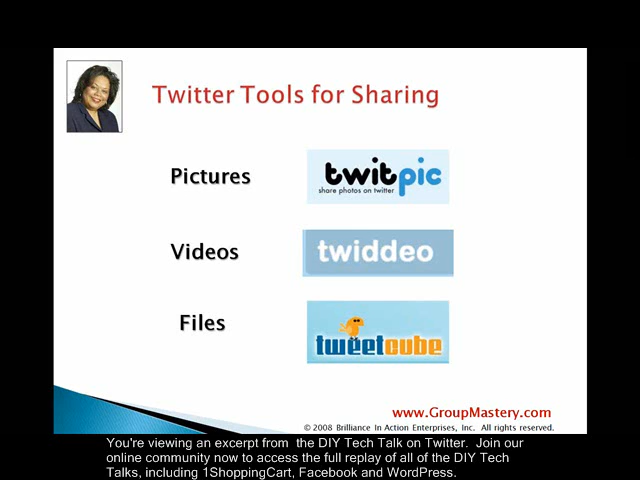 Twitter Tools for Sharing
Pictures
twitpic
share photos on twitter
Videos
twiddeo
Files
tweetcube
www.GroupMastery.com
© 2008 Brilliance In Action Enterprises, Inc. All rights reserved.
You're viewing an excerpt from the DIY Tech Talk on Twitter. Join our
online community now to access the full replay of all of the DIY Tech
Talks, including 1ShoppingCart, Facebook and WordPress.